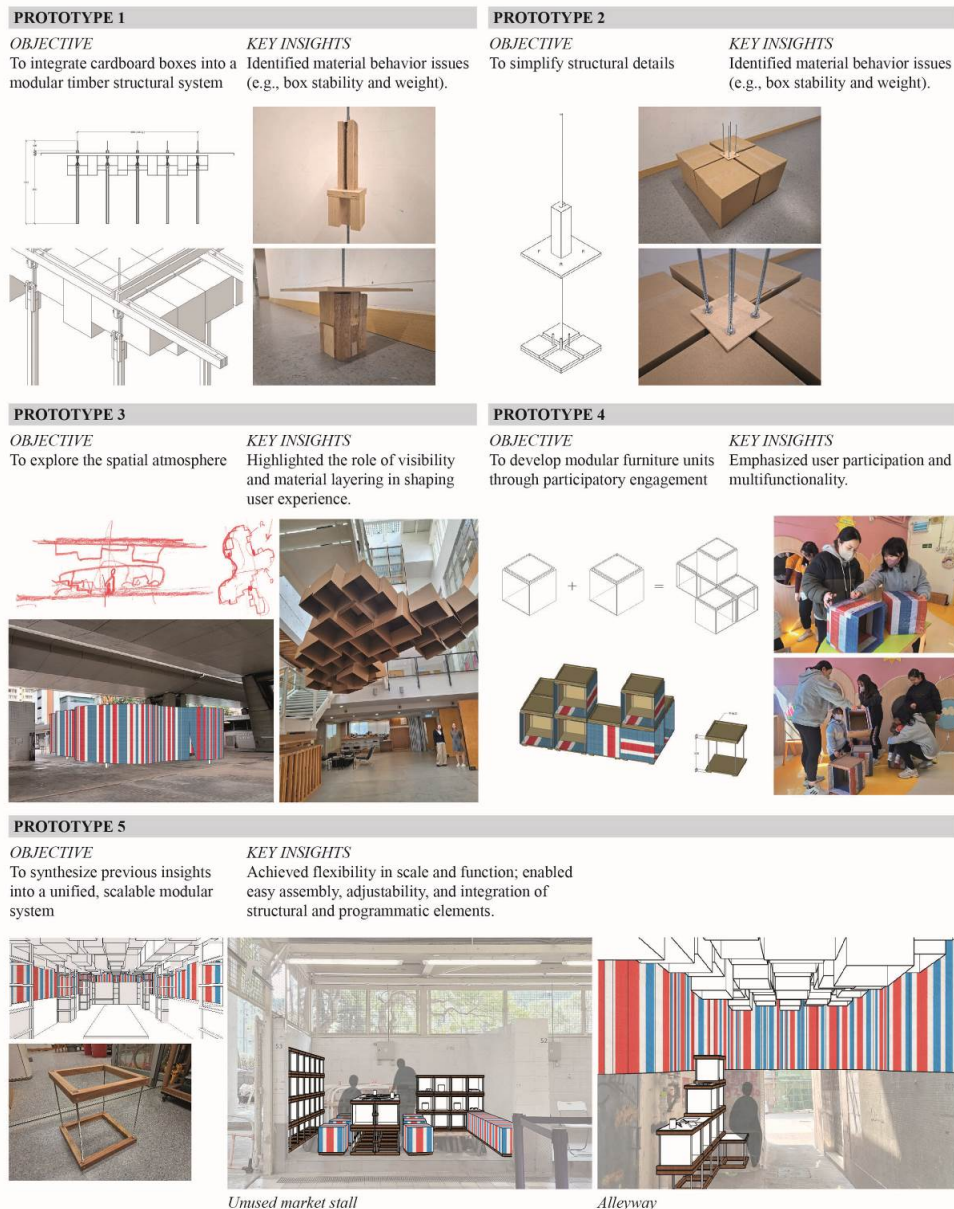 PROTOTYPE 1
OBJECTIVE
To integrate cardboard boxes into a
modular timber structural system
KEY INSIGHTS
Identified material behavior issues
(e.g., box stability and weight).
PROTOTYPE 2
OBJECTIVE
To simplify structural details
KEY INSIGHTS
Identified material behavior issues
(e.g., box stability and weight).
PROTOTYPE 3
OBJECTIVE
To explore the spatial atmosphere
KEY INSIGHTS
Highlighted the role of visibility
and material layering in shaping
user experience.
PROTOTYPE 4
OBJECTIVE
To develop modular furniture units
through participatory engagement
KEY INSIGHTS
Emphasized user participation and
multifunctionality.
+
=
PROTOTYPE 5
OBJECTIVE
To synthesize previous insights
into a unified, scalable modular
system
KEY INSIGHTS
Achieved flexibility in scale and function; enabled
easy assembly, adjustability, and integration of
structural and programmatic elements.
53
52
Unused market stall
Alleyway